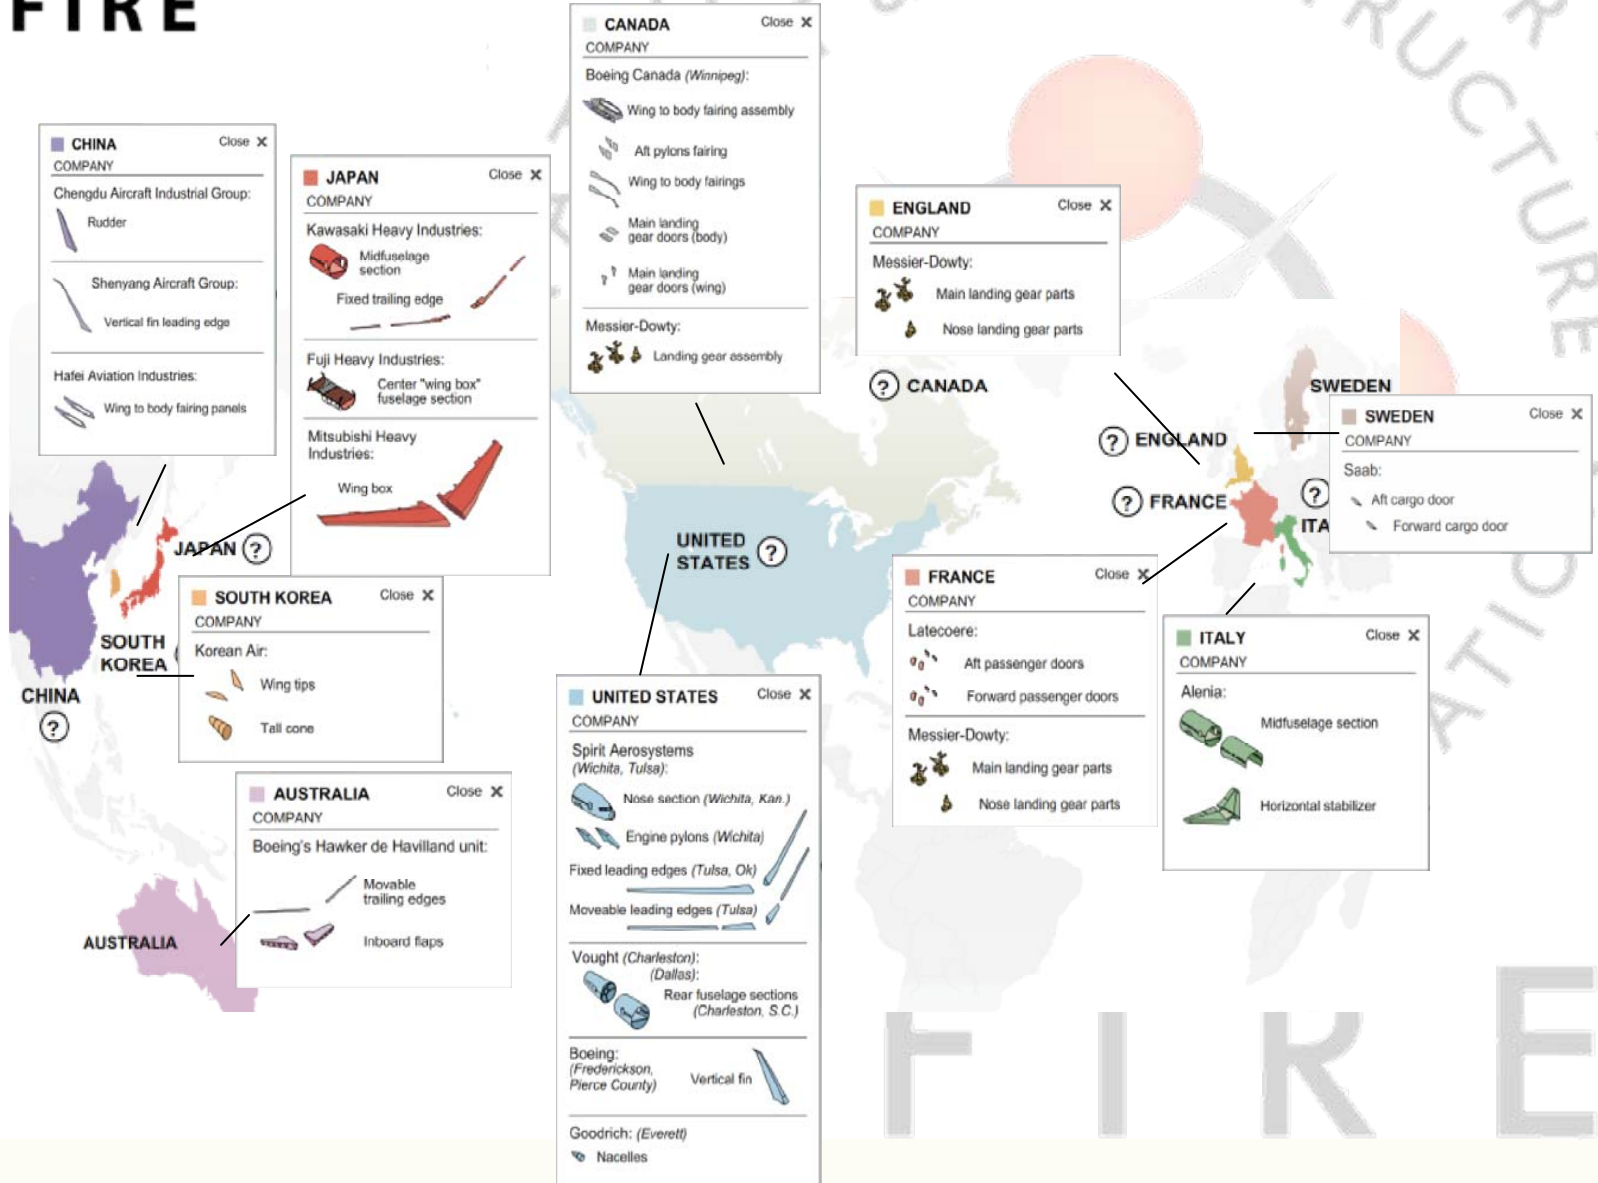 FIRE
CHINA Close X
COMPANY
Chengdu Aircraft Industrial Group:
Rudder
Shenyang Aircraft Group:
Vertical fin leading edge
Hafei Aviation Industries:
Wing to body fairing panels
JAPAN Close X
COMPANY
Kawasaki Heavy Industries:
Midfuselage
section
Fixed trailing edge
Fuji Heavy Industries:
Center "wing box"
fuselage section
Mitsubishi Heavy
Industries:
Wing box
CANADA Close X
COMPANY
Boeing Canada (Winnipeg):
Wing to body fairing assembly
Aft pylons fairing
Wing to body fairings
Main landing
gear doors (body)
Main landing
gear doors (wing)
Messier-Dowty:
Landing gear assembly
ENGLAND Close X
COMPANY
Messier-Dowty:
Main landing gear parts
Nose landing gear parts
? CANADA
SWEDEN
SWEDEN Close X
COMPANY
Saab:
Aft cargo door
Forward cargo door
? ENGLAND
? FRANCE
?
ITA
JAPAN ?
UNITED
STATES ?
SOUTH KOREA Close X
COMPANY
Korean Air:
Wing tips
Tall cone
SOUTH
KOREA
CHINA
?
FRANCE Close X
COMPANY
Latecoere:
Aft passenger doors
Forward passenger doors
Messier-Dowty:
Main landing gear parts
Nose landing gear parts
ITALY Close X
COMPANY
Alenia:
Midfuselage section
Horizontal stabilizer
AUSTRALIA Close X
COMPANY
Boeing's Hawker de Havilland unit:
Movable
trailing edges
Inboard flaps
AUSTRALIA
UNITED STATES Close X
COMPANY
Spirit Aerosystems
(Wichita, Tulsa):
Nose section (Wichita, Kan.)
Engine pylons (Wichita)
Fixed leading edges (Tulsa, Ok)
Moveable leading edges (Tulsa)
Vought (Charleston):
(Dallas):
Rear fuselage sections
(Charleston, S.C.)
Boeing:
(Frederickson,
Pierce County)
Vertical fin
Goodrich: (Everett)
Nacelles
FIRE